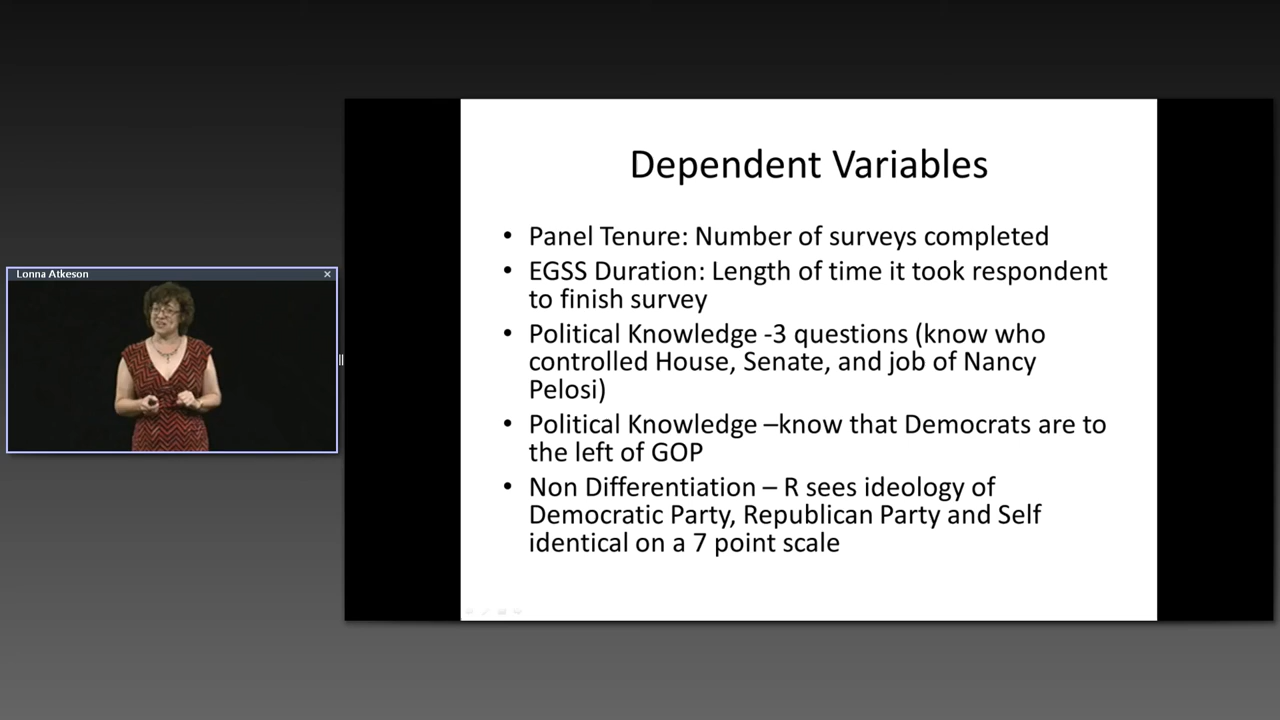 Lonna Atkeson
Dependent Variables
• Panel Tenure: Number of surveys completed
• EGSS Duration: Length of time it took respondent
to finish survey
• Political Knowledge -3 questions (know who
controlled House, Senate, and job of Nancy
Pelosi)
• Political Knowledge –know that Democrats are to
the left of GOP
• Non Differentiation – R sees ideology of
Democratic Party, Republican Party and Self
identical on a 7 point scale